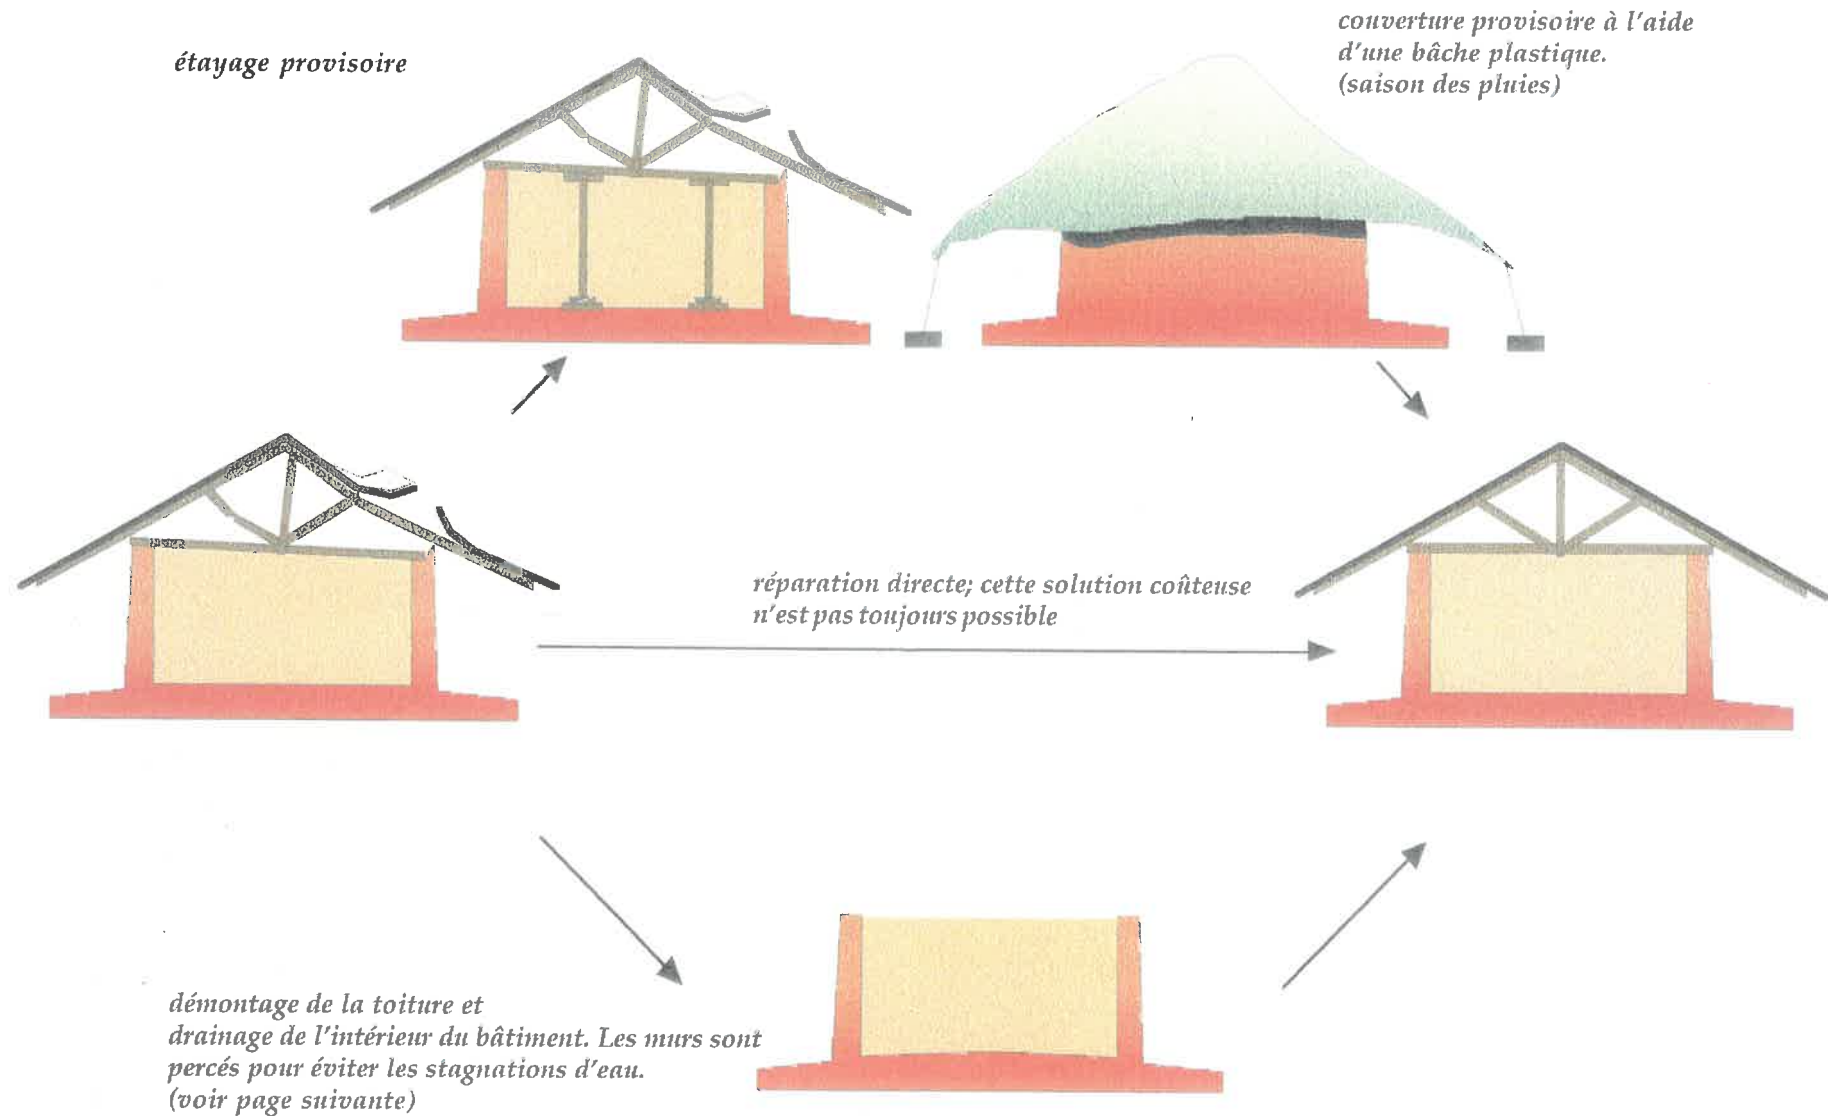 étayage provisoire
couverture provisoire à l'aide
d'une bâche plastique.
(saison des pluies)
réparation directe; cette solution coûteuse
n'est pas toujours possible
démontage de la toiture et
drainage de l'intérieur du bâtiment. Les murs sont
percés pour éviter les stagnations d'eau.
(voir page suivante)